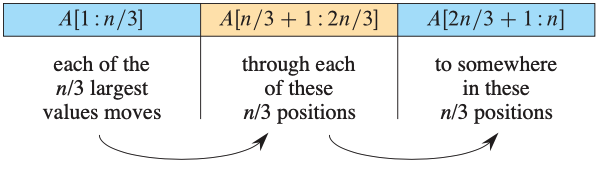 A[1 : n/3] A[n/3 + 1 : 2n/3] A[2n/3 + 1 : n]
each of the
n/3 largest
values moves
through each
of these
n/3 positions
to somewhere
in these
n/3 positions